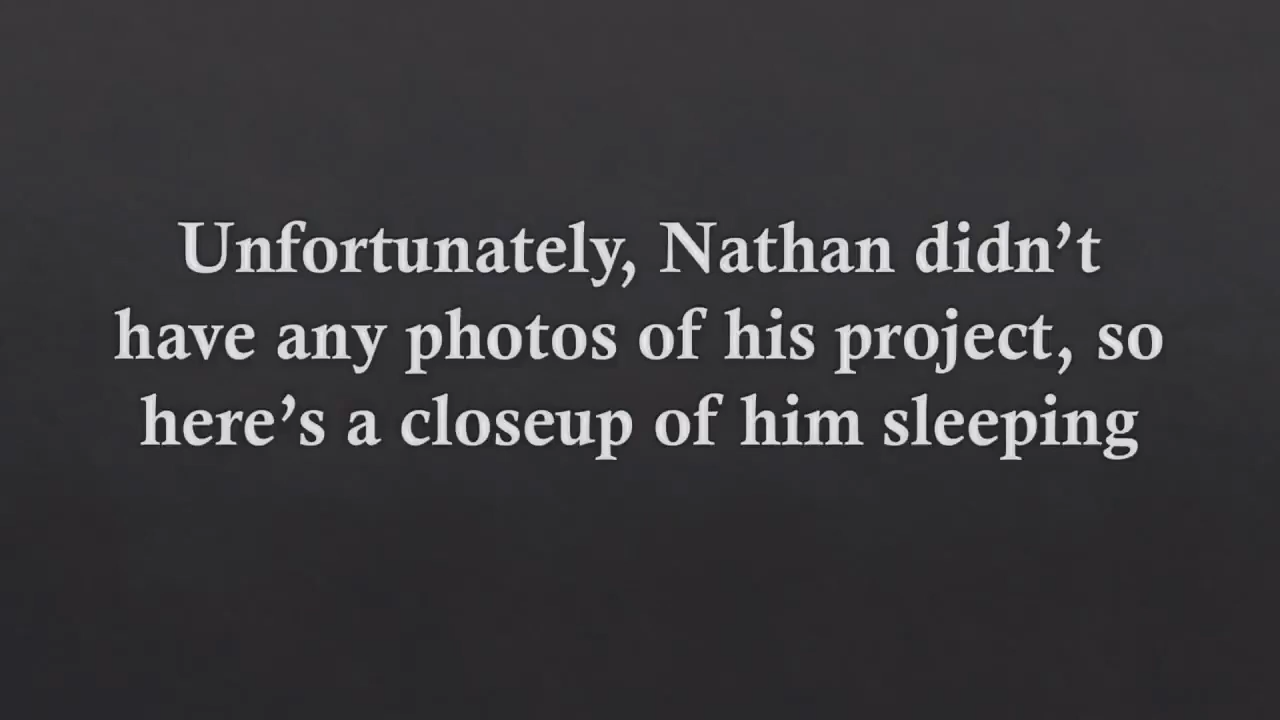 Unfortunately, Nathan didn’t
have any photos of his project, so
here’s a closeup of him sleeping